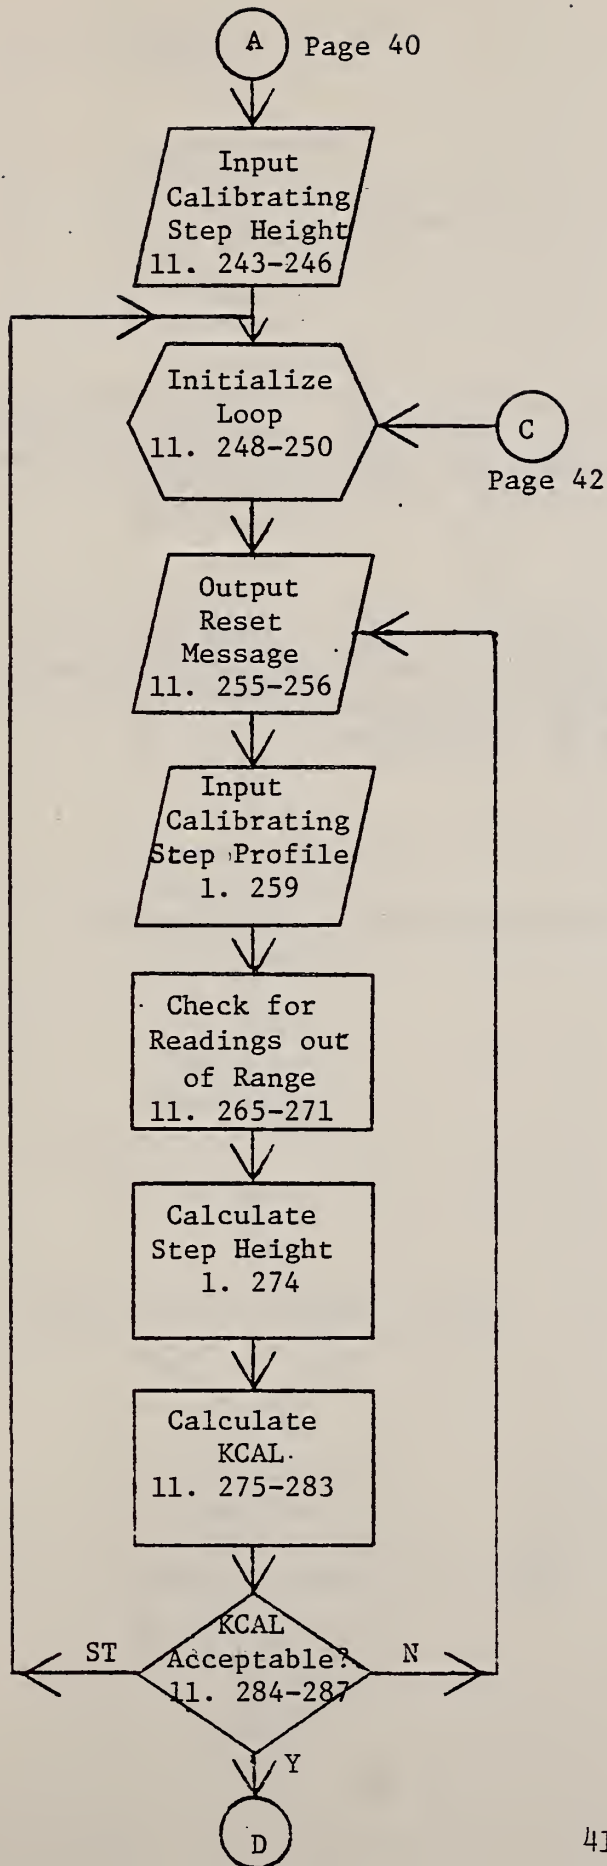 A Page 40
Input
Calibrating
Step Height
11. 243-246
Initialize
Loop
11. 248-250
C
Page 42
Output
Reset
Message
11. 255-256
Input
Calibrating
Step Profile
1. 259
Check for
Readings out
of Range
11. 265-271
Calculate
Step Height
1. 274
Calculate
KCAL
11. 275-283
KCAL
Acceptable?
11. 284-287
ST
N
Y
D
41